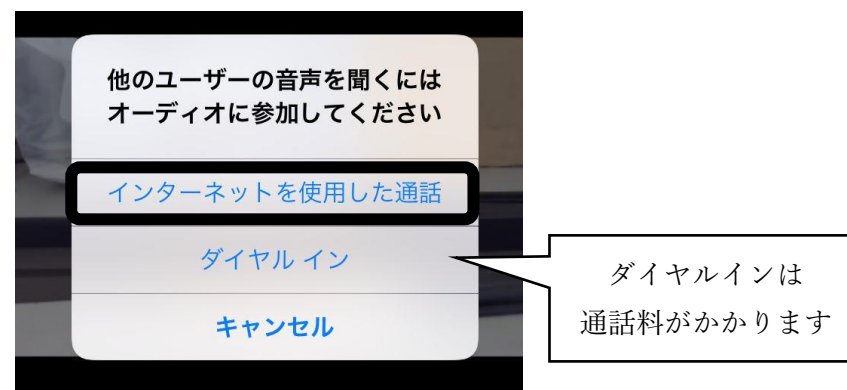 他のユーザーの音声を聞くには
オーディオに参加してください
インターネットを使用した通話
ダイヤル イン
キャンセル
ダイヤルインは
通話料がかかります